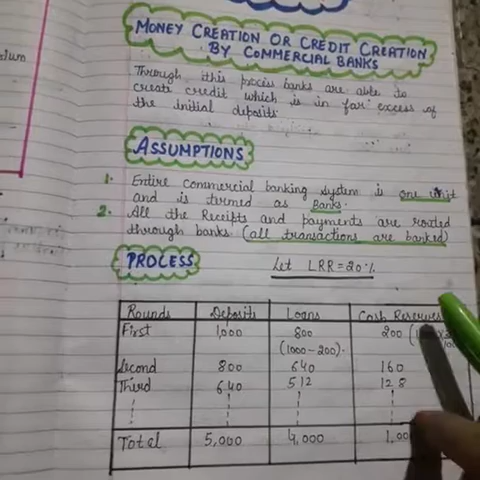 MONEY CREATION OR CREDIT CREATION
BY COMMERCIAL BANKS
Through this process banks are able to
create credit which is in far excess of
the initial deposits
ASSUMPTIONS
1. Entire commercial banking system is one unit
and is termed as Banks.
2. All the Receipts and payments are routed
through banks. (all transactions are banked)
PROCESS
Let LRR = 20%
Rounds Deposits Loans Cash Reserves
First 1,000 800 200
(1000-200).
Second 800 640 160
Third 640 512 128
Total 5,000 4,000 1,00